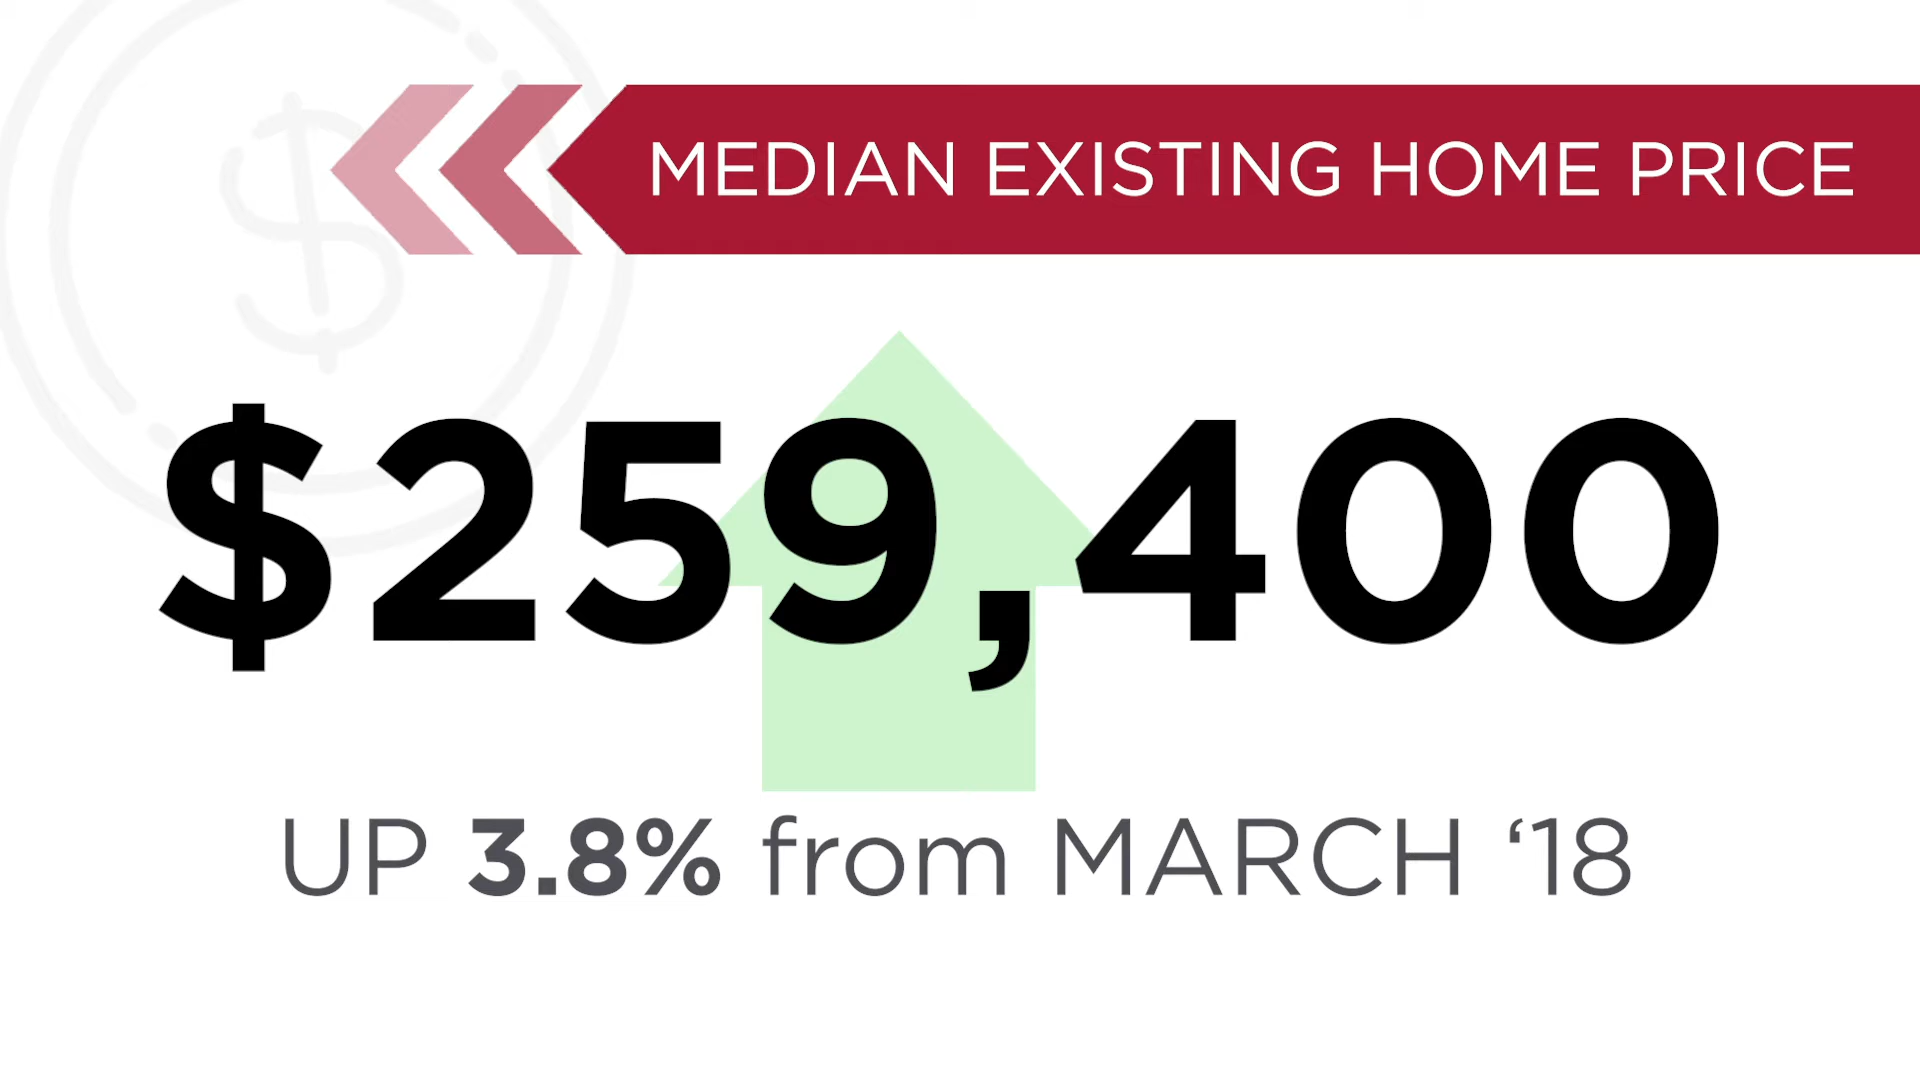 MEDIAN EXISTING HOME PRICE
$259,400
UP 3.8% from MARCH ‘18